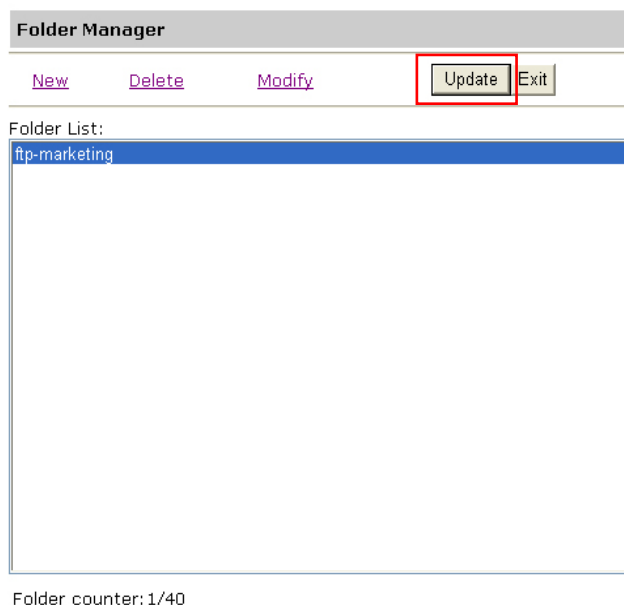 Folder Manager
New Delete Modify Update Exit
Folder List:
ftp-marketing
Folder counter:1/40